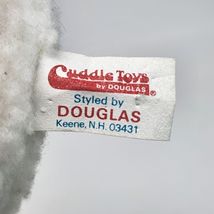 Cuddle Toys
by DOUGLAS ®
Styled by
DOUGLAS
Keene, N.H. 03431